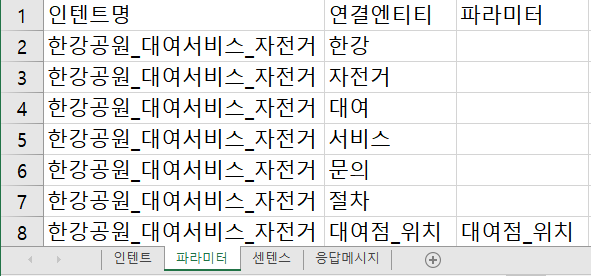 1 인텐트명 연결엔티티 파라미터
2 한강공원_대여서비스_자전거 한강
3 한강공원_대여서비스_자전거 자전거
4 한강공원_대여서비스_자전거 대여
5 한강공원_대여서비스_자전거 서비스
6 한강공원_대여서비스_자전거 문의
7 한강공원_대여서비스_자전거 절차
8 한강공원_대여서비스_자전거 대여점_위치 대여점_위치
인텐트 파라미터 센텐스 응답메시지